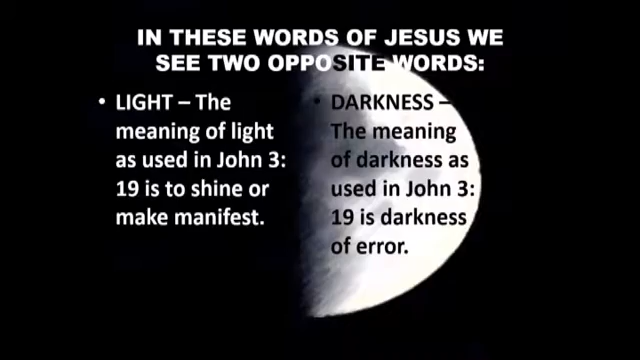 IN THESE WORDS OF JESUS WE
SEE TWO OPPOSITE WORDS:
• LIGHT – The
meaning of light
as used in John 3:
19 is to shine or
make manifest.
• DARKNESS –
The meaning
of darkness as
used in John 3:
19 is darkness
of error.